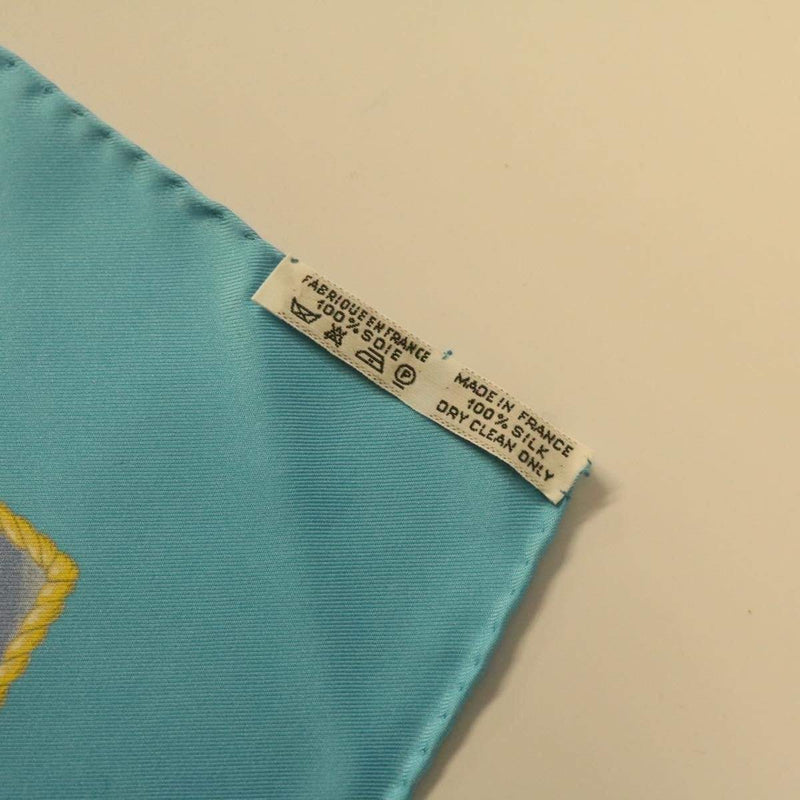 FABRIQUE EN FRANCE
100% SOIE
P
MADE IN FRANCE
100% SILK
DRY CLEAN ONLY